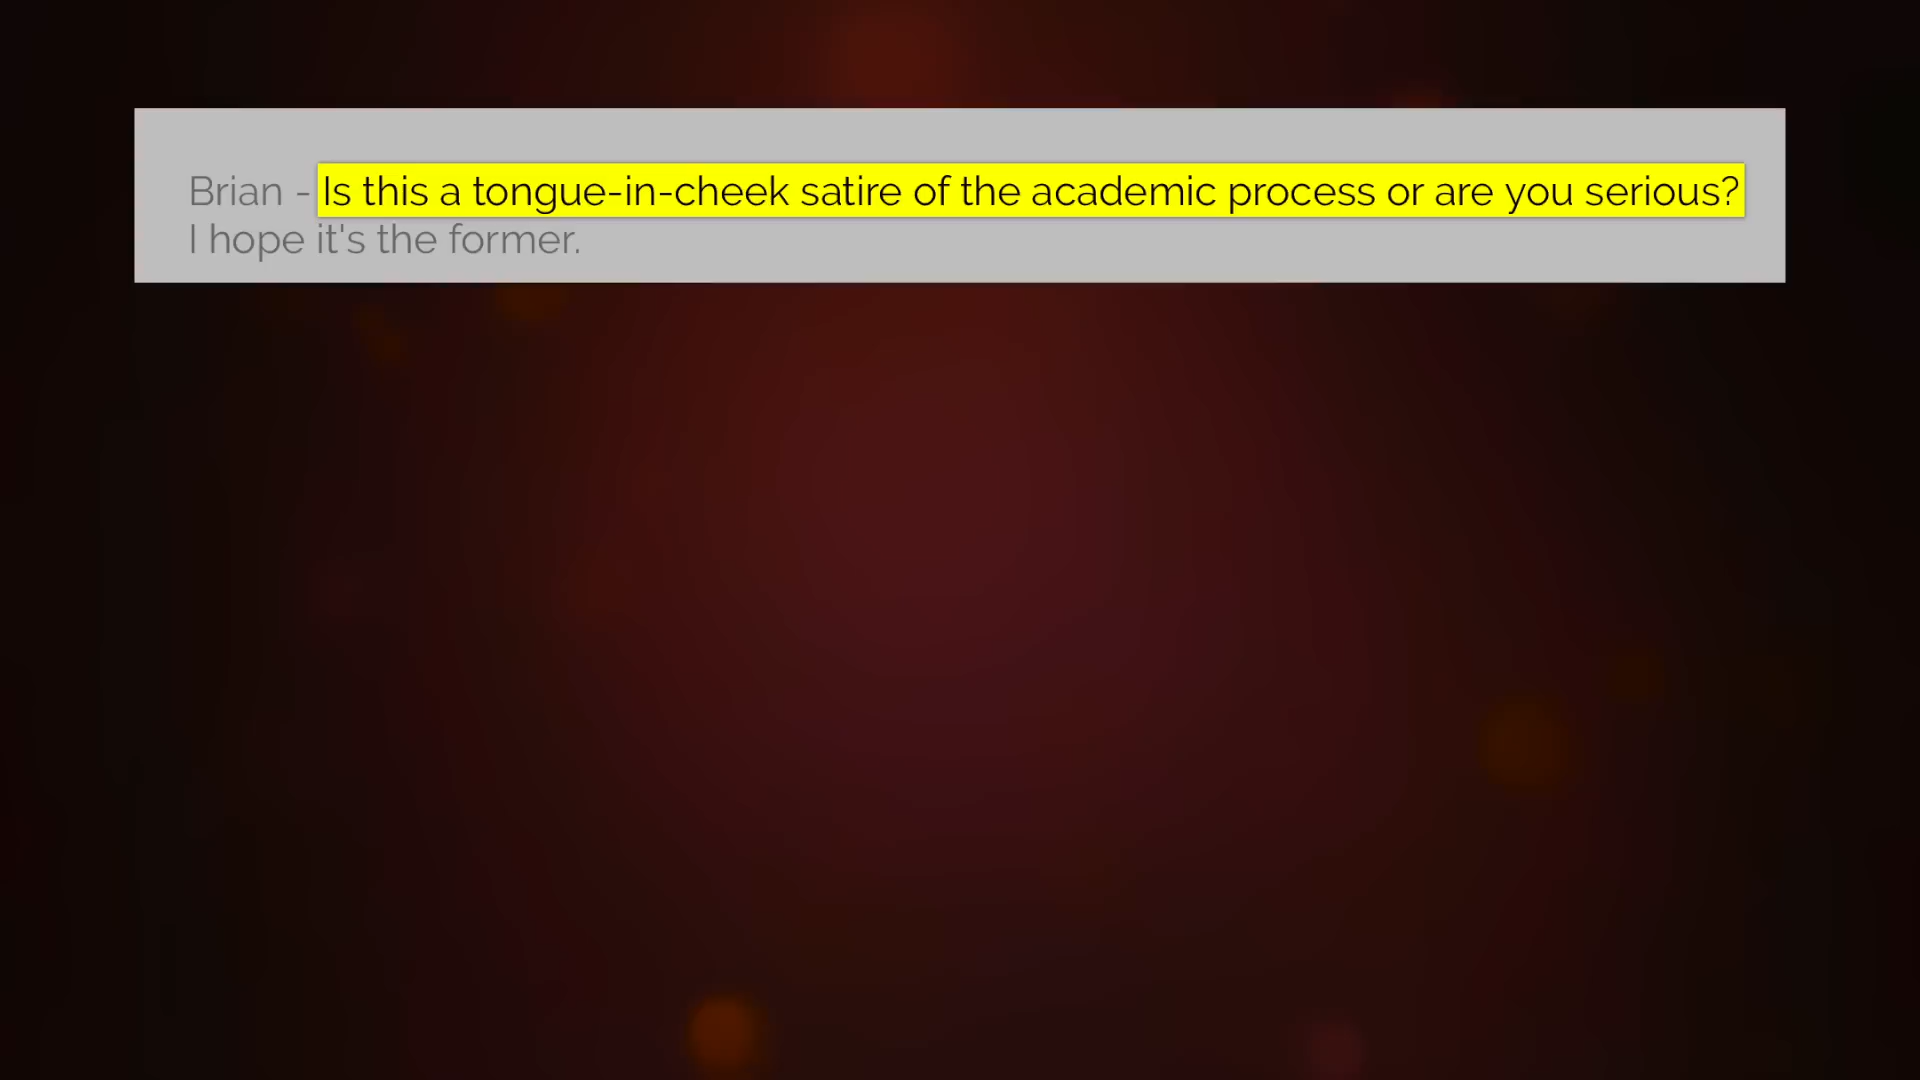 Brian - Is this a tongue-in-cheek satire of the academic process or are you serious?
I hope it's the former.